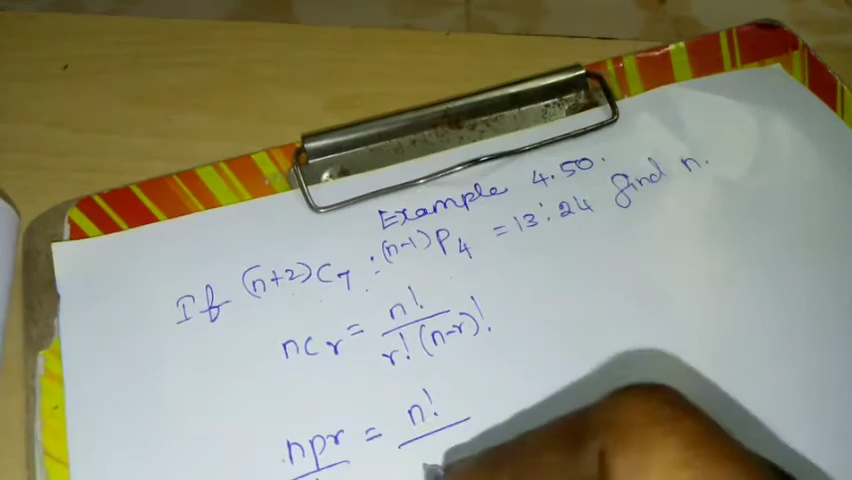 Example 4.50.
If (n+2)C₇ : (n-1)P₄ = 13:24 find n.
nCᵣ = n! / r!(n-r)!
npr = n!